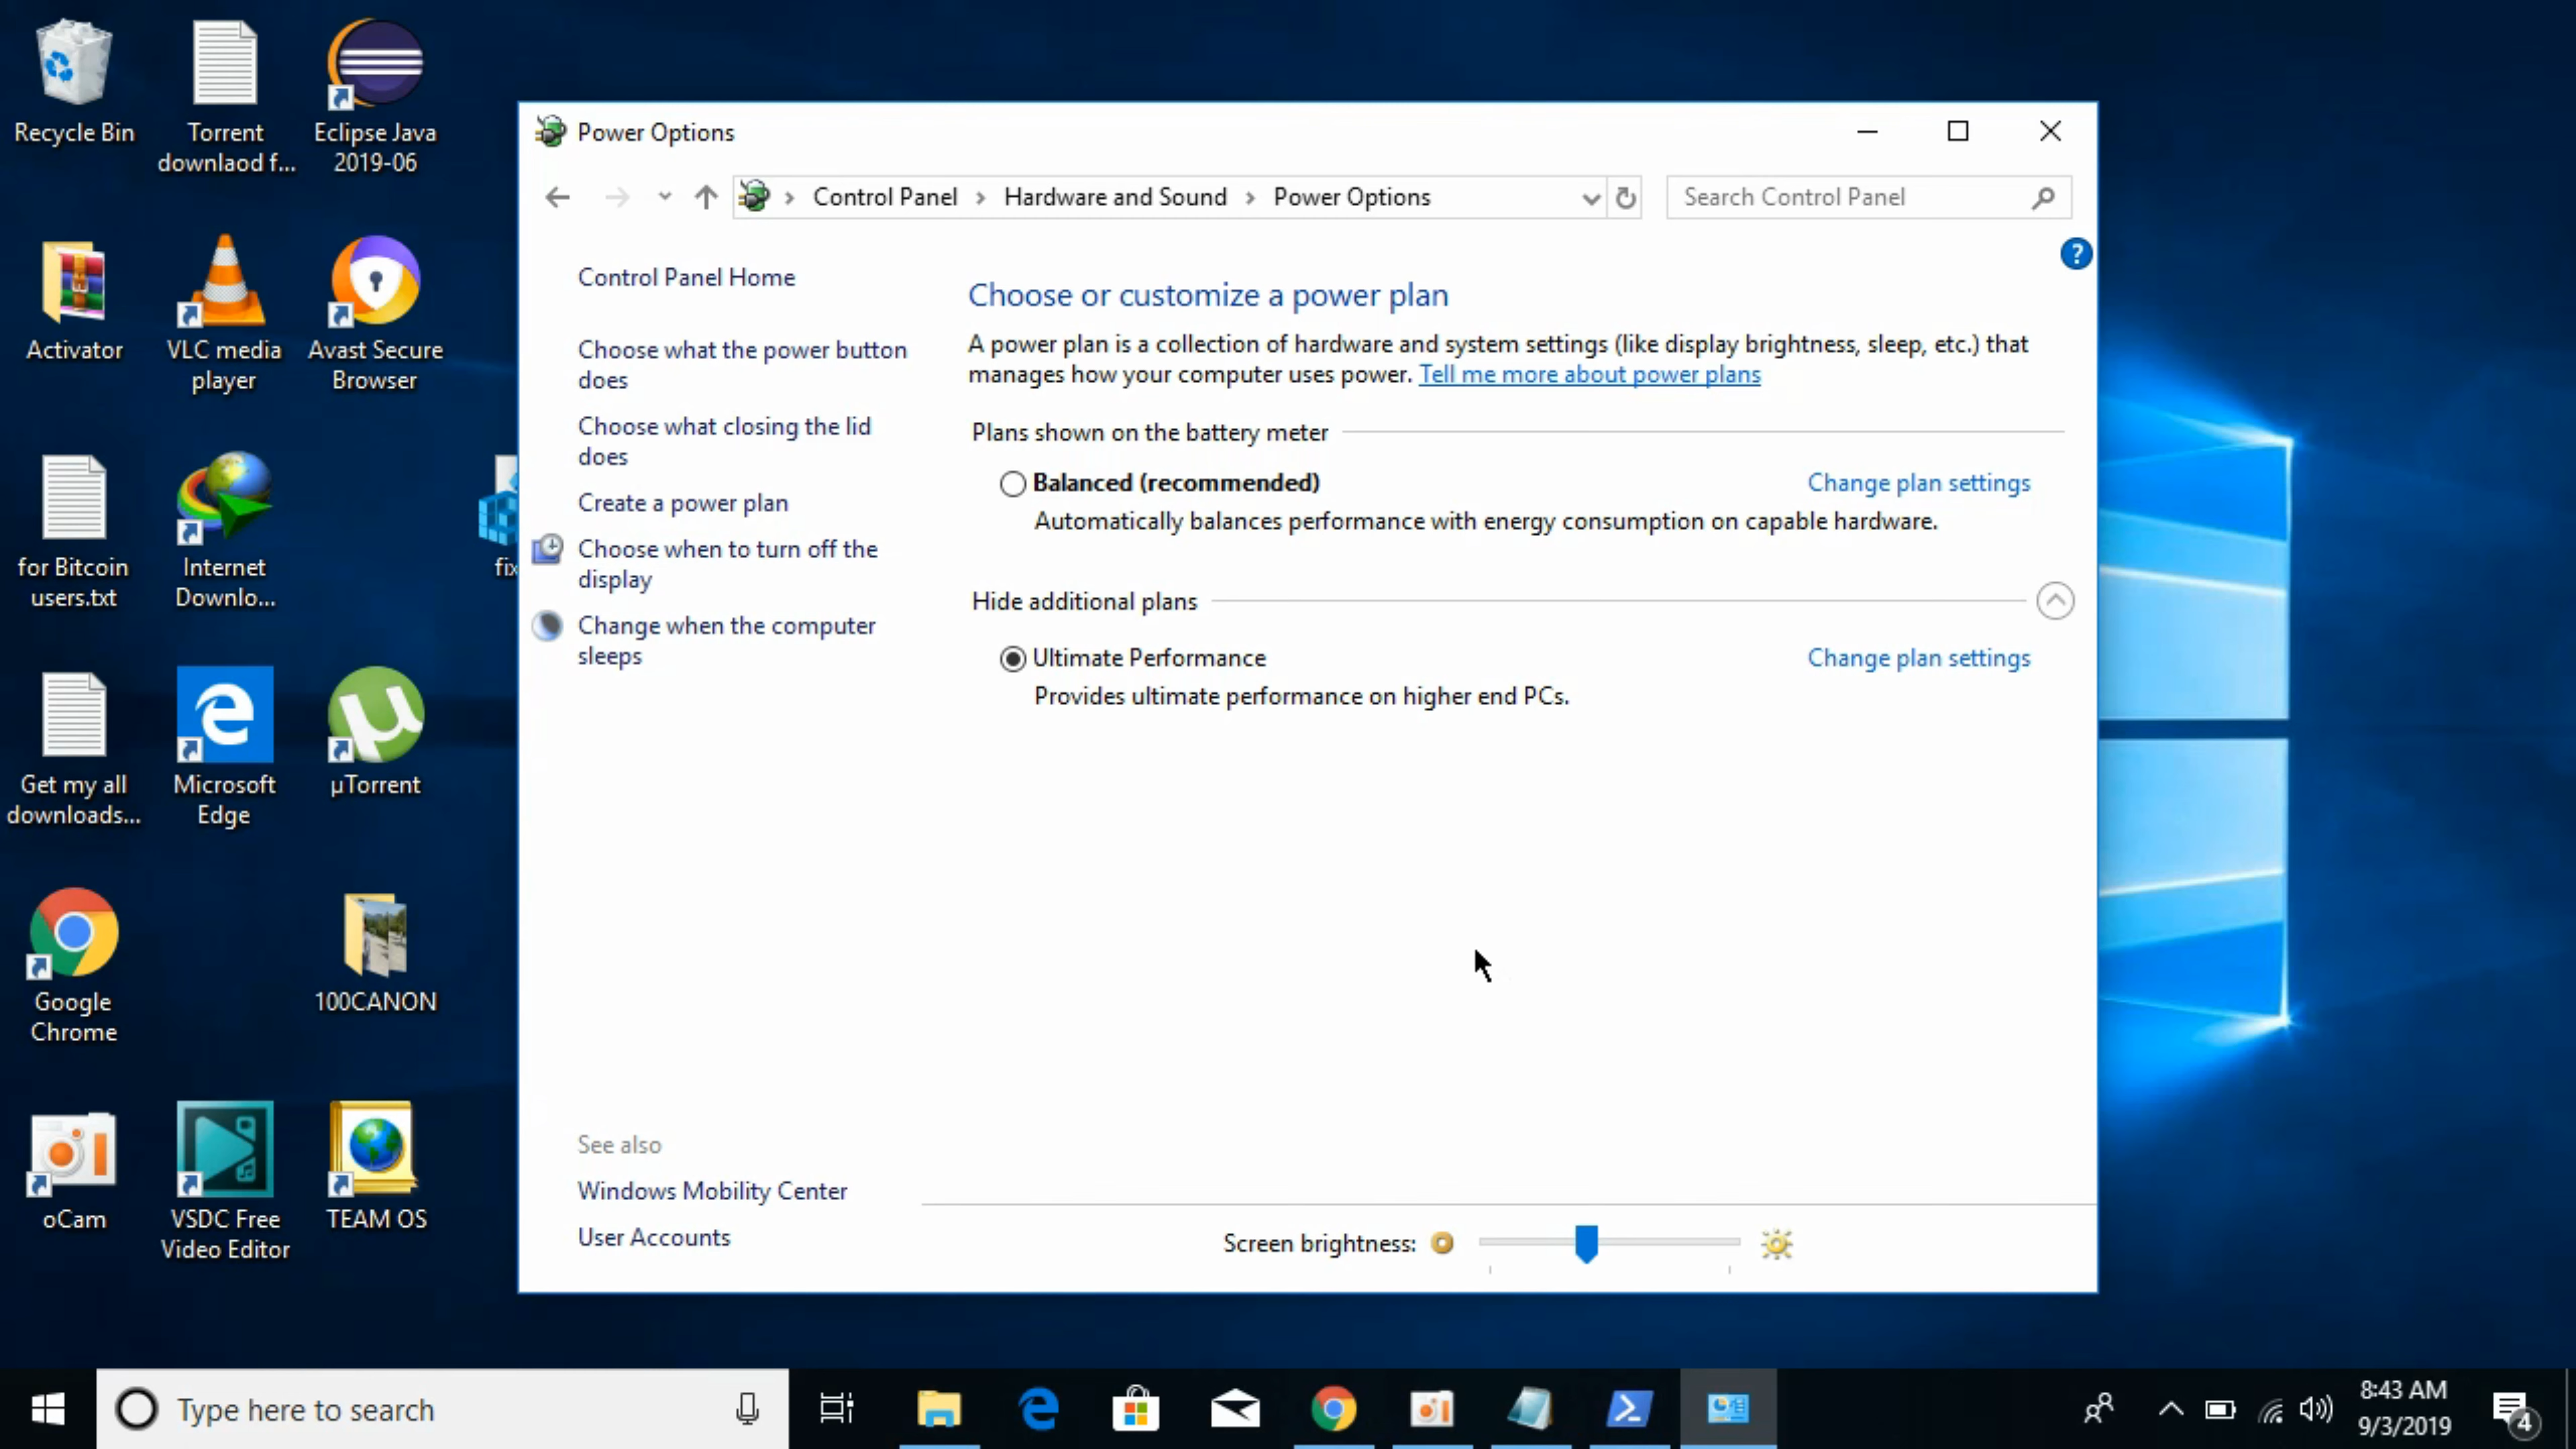 Recycle Bin
Torrent
downlaod f...
Eclipse Java
2019-06
Activator
VLC media
player
Avast Secure
Browser
for Bitcoin
users.txt
Internet
Downlo...
fix
Get my all
downloads...
Microsoft
Edge
µTorrent
Google
Chrome
100CANON
oCam
VSDC Free
Video Editor
TEAM OS
Power Options
Control Panel
Hardware and Sound
Power Options
Search Control Panel
?
Control Panel Home
Choose what the power button
does
Choose what closing the lid
does
Create a power plan
Choose when to turn off the
display
Change when the computer
sleeps
Choose or customize a power plan
A power plan is a collection of hardware and system settings (like display brightness, sleep, etc.) that
manages how your computer uses power. Tell me more about power plans
Plans shown on the battery meter
Balanced (recommended) Change plan settings
Automatically balances performance with energy consumption on capable hardware.
Hide additional plans
Ultimate Performance Change plan settings
Provides ultimate performance on higher end PCs.
See also
Windows Mobility Center
User Accounts
Screen brightness:
Type here to search
8:43 AM
9/3/2019
4